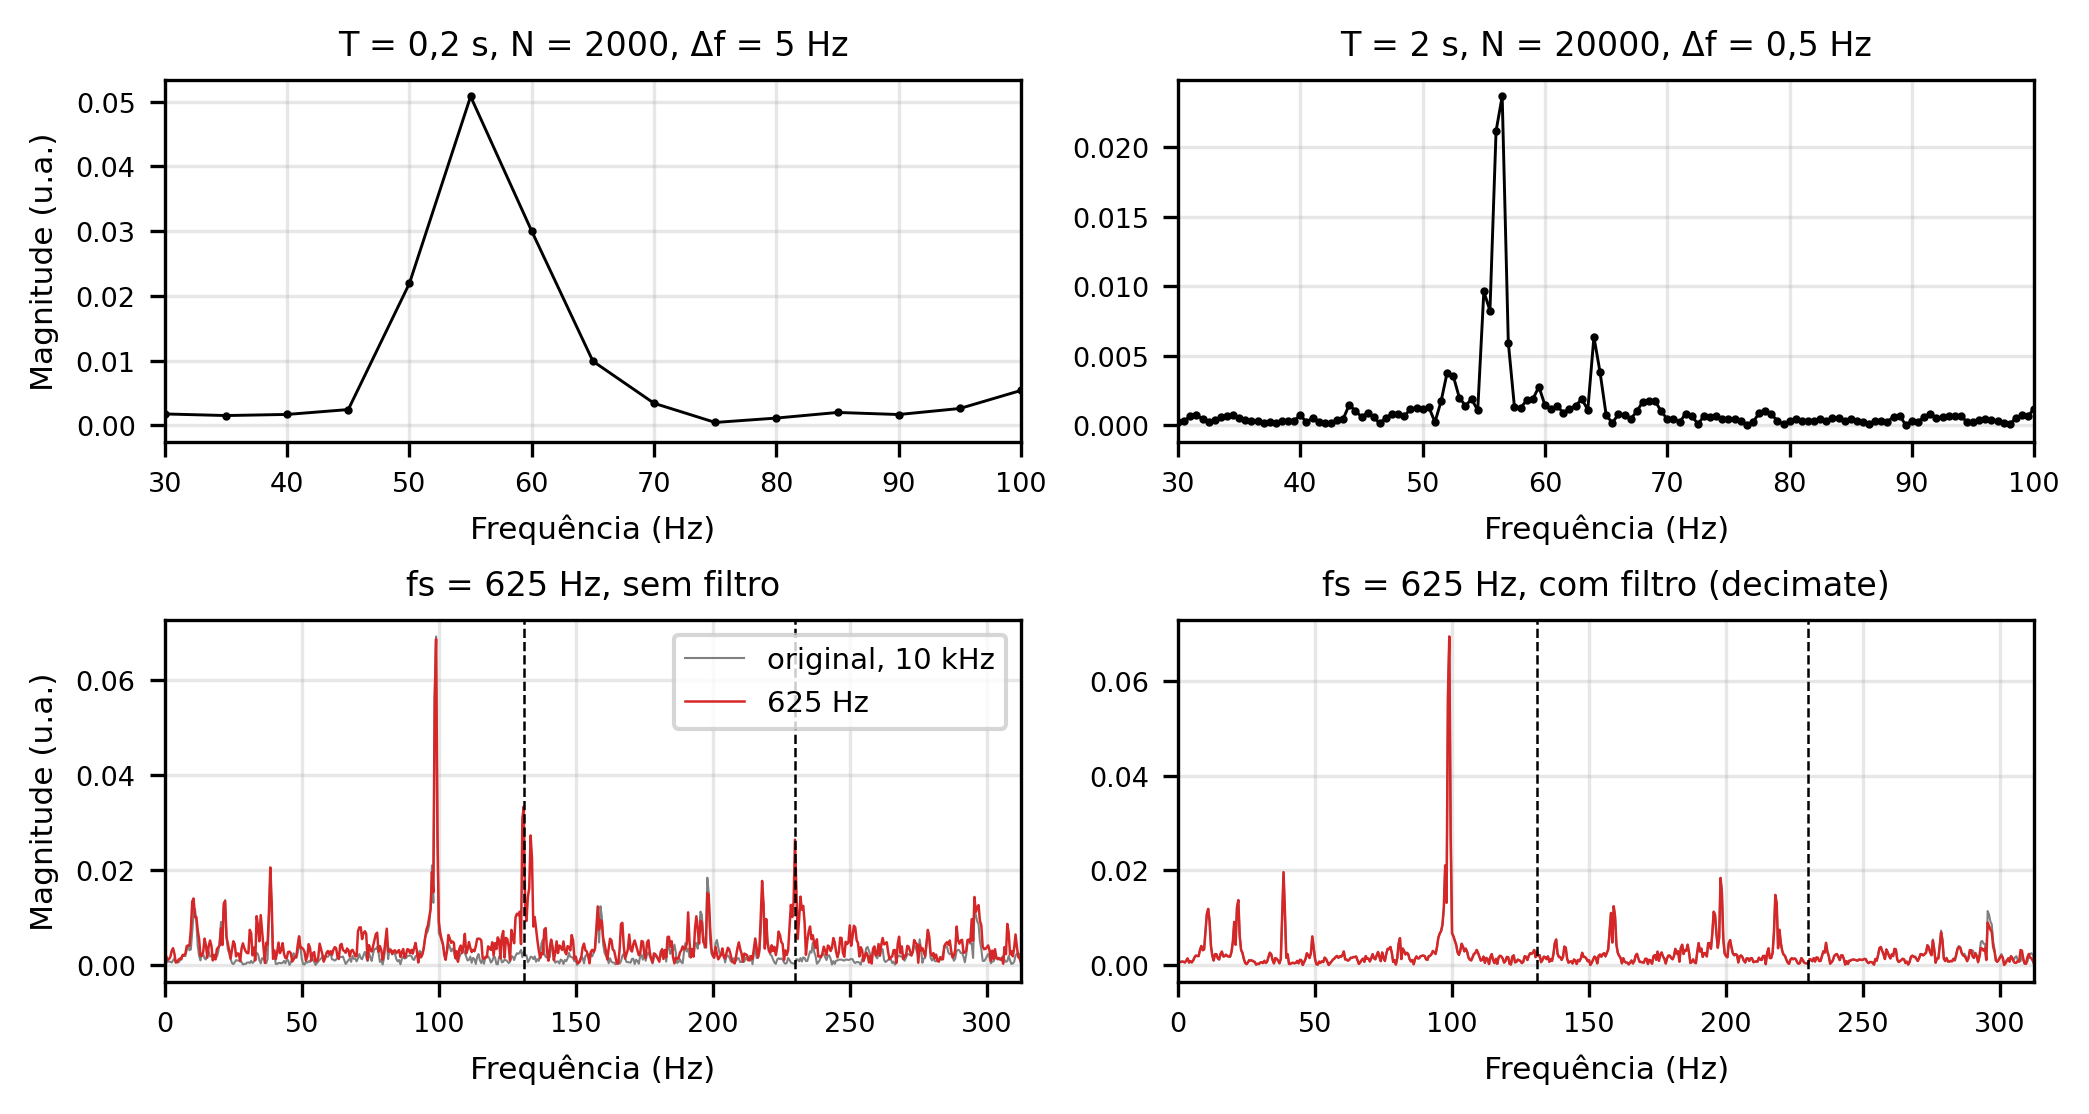 T = 0,2 s, N = 2000, Δf = 5 Hz
Magnitude (u.a.)
0.05
0.04
0.03
0.02
0.01
0.00
30 40 50 60 70 80 90 100
Frequência (Hz)
T = 2 s, N = 20000, Δf = 0,5 Hz
0.020
0.015
0.010
0.005
0.000
30 40 50 60 70 80 90 100
Frequência (Hz)
fs = 625 Hz, sem filtro
original, 10 kHz
625 Hz
Magnitude (u.a.)
0.06
0.04
0.02
0.00
0 50 100 150 200 250 300
Frequência (Hz)
fs = 625 Hz, com filtro (decimate)
0.06
0.04
0.02
0.00
0 50 100 150 200 250 300
Frequência (Hz)